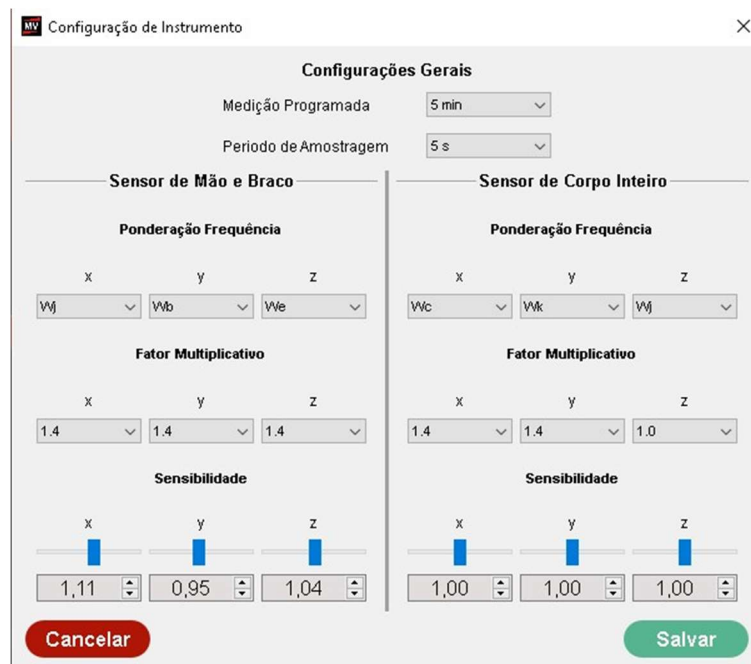 MV Configuração de Instrumento
Configurações Gerais
Medição Programada 5 min
Periodo de Amostragem 5 s
Sensor de Mão e Braco
Ponderação Frequência
x y z
Wj Wb We
Fator Multiplicativo
x y z
1.4 1.4 1.4
Sensibilidade
x y z
1,11 0,95 1,04
Sensor de Corpo Inteiro
Ponderação Frequência
x y z
Wc Wk Wj
Fator Multiplicativo
x y z
1.4 1.4 1.0
Sensibilidade
x y z
1,00 1,00 1,00
Cancelar Salvar